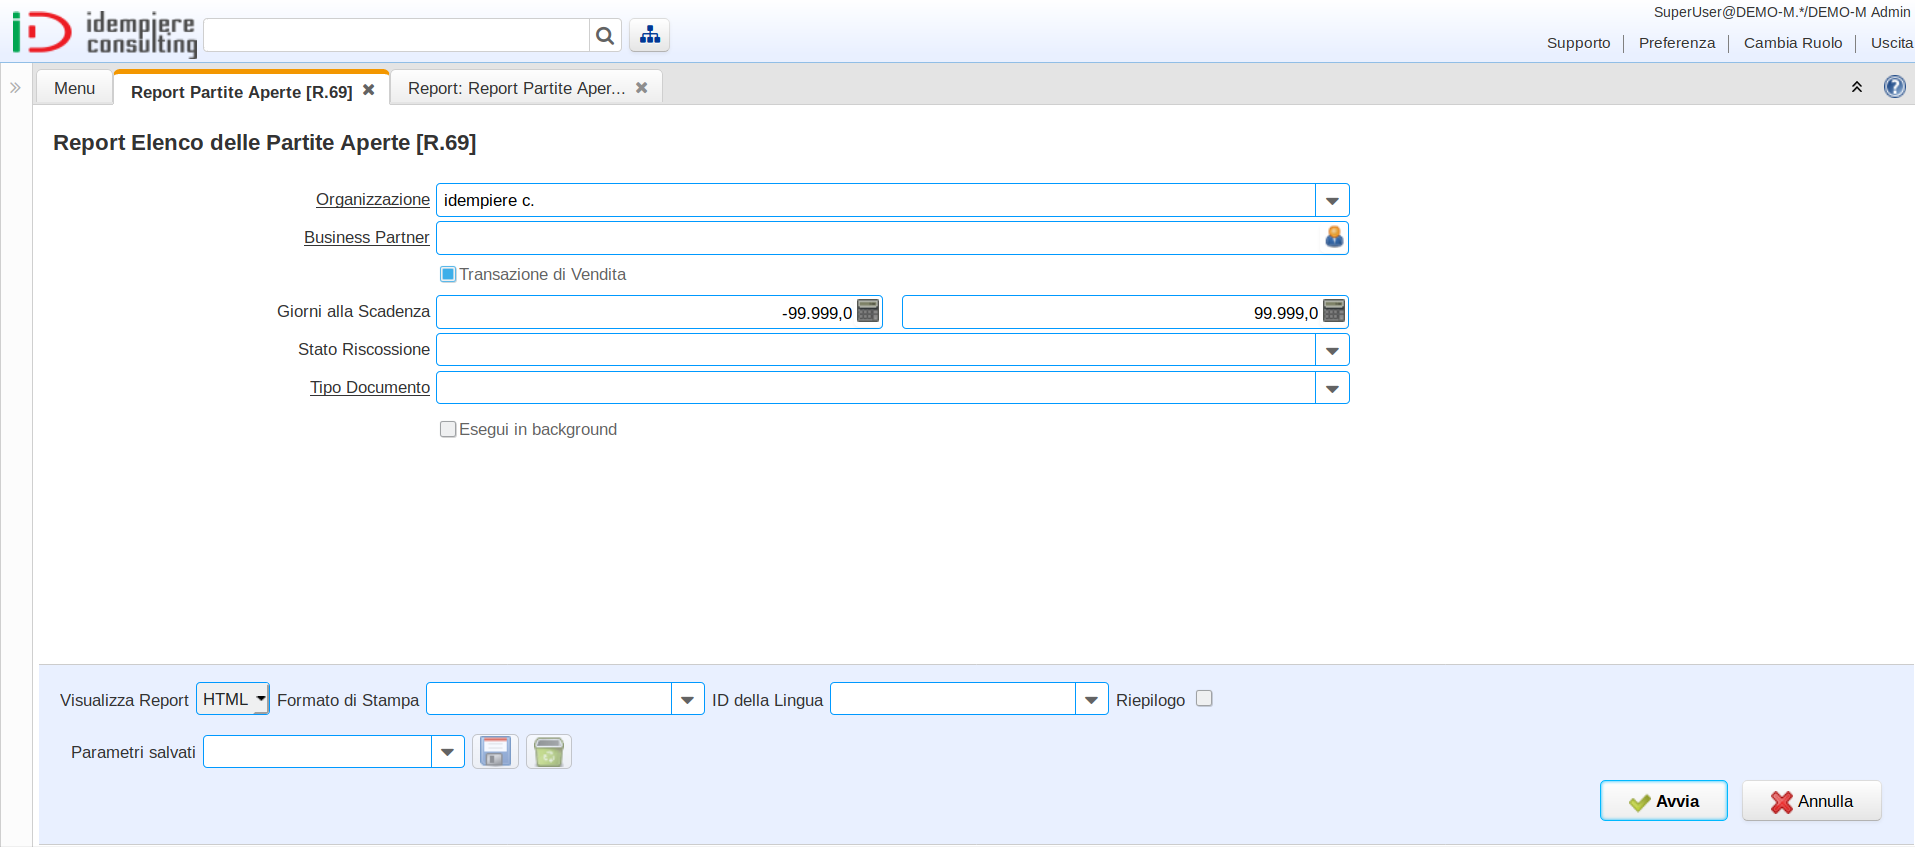 idempiere
consulting
SuperUser@DEMO-M.*/DEMO-M Admin
Supporto Preferenza Cambia Ruolo Uscita
Menu Report Partite Aperte [R.69] Report: Report Partite Aper...
Report Elenco delle Partite Aperte [R.69]
Organizzazione idempiere c.
Business Partner
Transazione di Vendita
Giorni alla Scadenza -99.999,0 99.999,0
Stato Riscossione
Tipo Documento
Esegui in background
Visualizza Report HTML Formato di Stampa ID della Lingua Riepilogo
Parametri salvati
Avvia Annulla